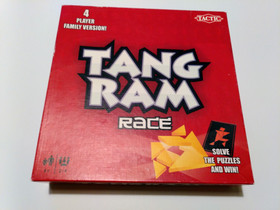 4
PLAYER
FAMILY VERSION!
TACTIC
TANG
RAM
RACE
SOLVE
THE PUZZLES
AND WIN!